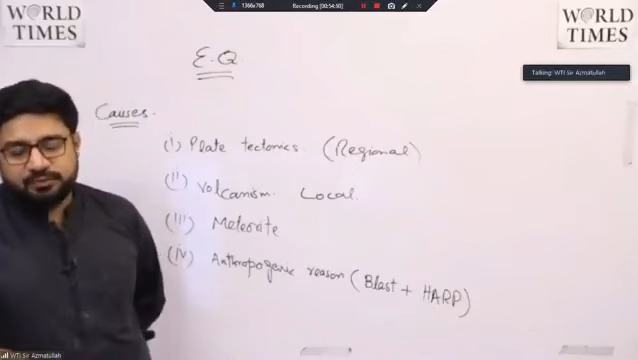 1366x768
Recording [00:54:50]
WORLD
TIMES
WORLD
TIMES
E.Q
Talking: WTI Sir Azmatullah
Causes.
(i) Plate tectonics. (Regional)
(ii) Volcanism. Local.
(iii) Meteorite
(iv) Anthropogenic reason (Blast + HARP)
WTI Sir Azmatullah